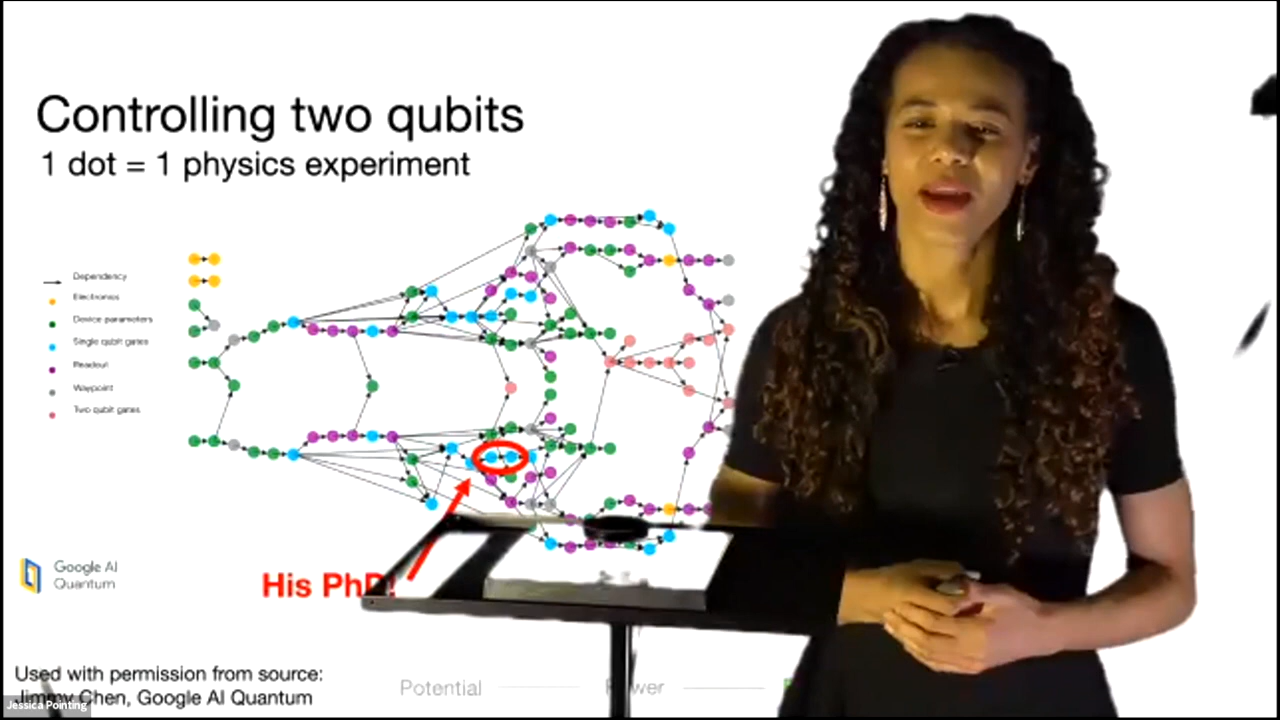 Controlling two qubits
1 dot = 1 physics experiment
Dependency
Electronics
Device parameters
Single qubit gates
Readout
Waypoint
Two qubit gates
Google AI
Quantum
His PhD!
Used with permission from source:
Jimmy Chen, Google AI Quantum
Jessica Pointing
Potential
Power